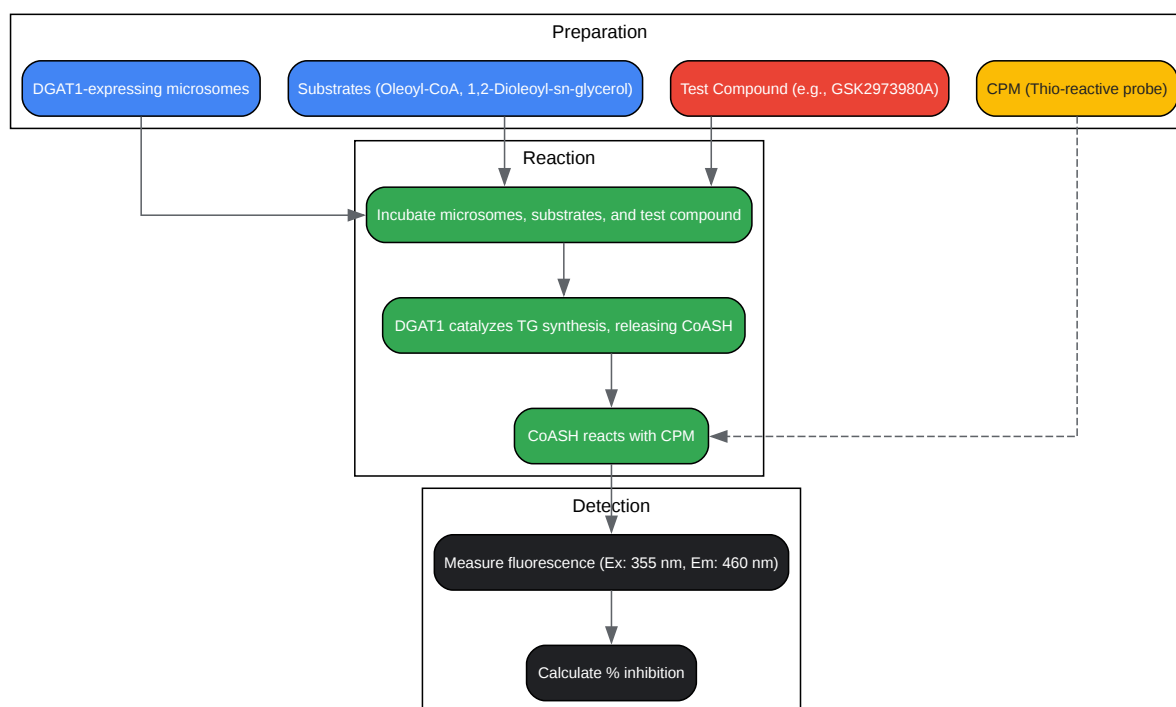 Preparation
DGAT1-expressing microsomes
Substrates (Oleoyl-CoA, 1,2-Dioleoyl-sn-glycerol)
Test Compound (e.g., GSK2973980A)
CPM (Thio-reactive probe)
Reaction
Incubate microsomes, substrates, and test compound
DGAT1 catalyzes TG synthesis, releasing CoASH
CoASH reacts with CPM
Detection
Measure fluorescence (Ex: 355 nm, Em: 460 nm)
Calculate % inhibition